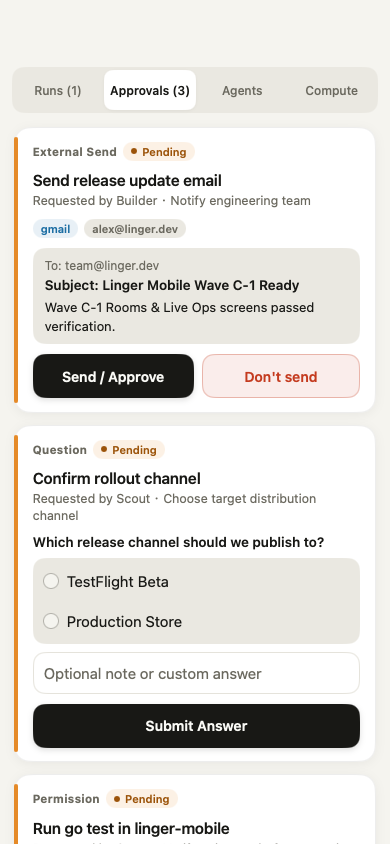 Runs (1)
Approvals (3)
Agents
Compute
External Send
Pending
Send release update email
Requested by Builder · Notify engineering team
gmail
alex@linger.dev
To: team@linger.dev
Subject: Linger Mobile Wave C-1 Ready
Wave C-1 Rooms & Live Ops screens passed
verification.
Send / Approve
Don't send
Question
Pending
Confirm rollout channel
Requested by Scout · Choose target distribution
channel
Which release channel should we publish to?
TestFlight Beta
Production Store
Optional note or custom answer
Submit Answer
Permission
Pending
Run go test in linger-mobile